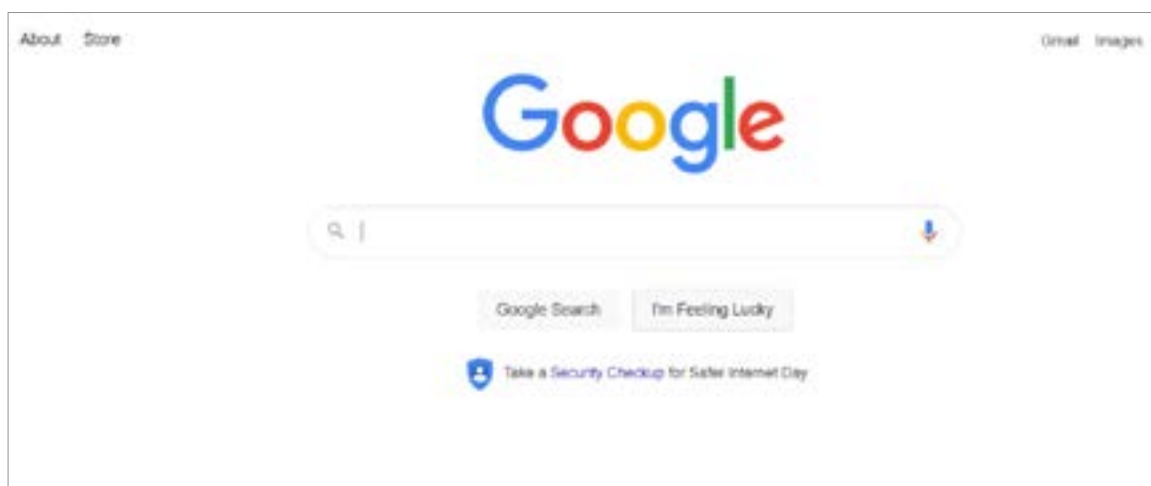 About Store
Gmail Images
Google
Google Search
I'm Feeling Lucky
Take a Security Checkup for Safer Internet Day